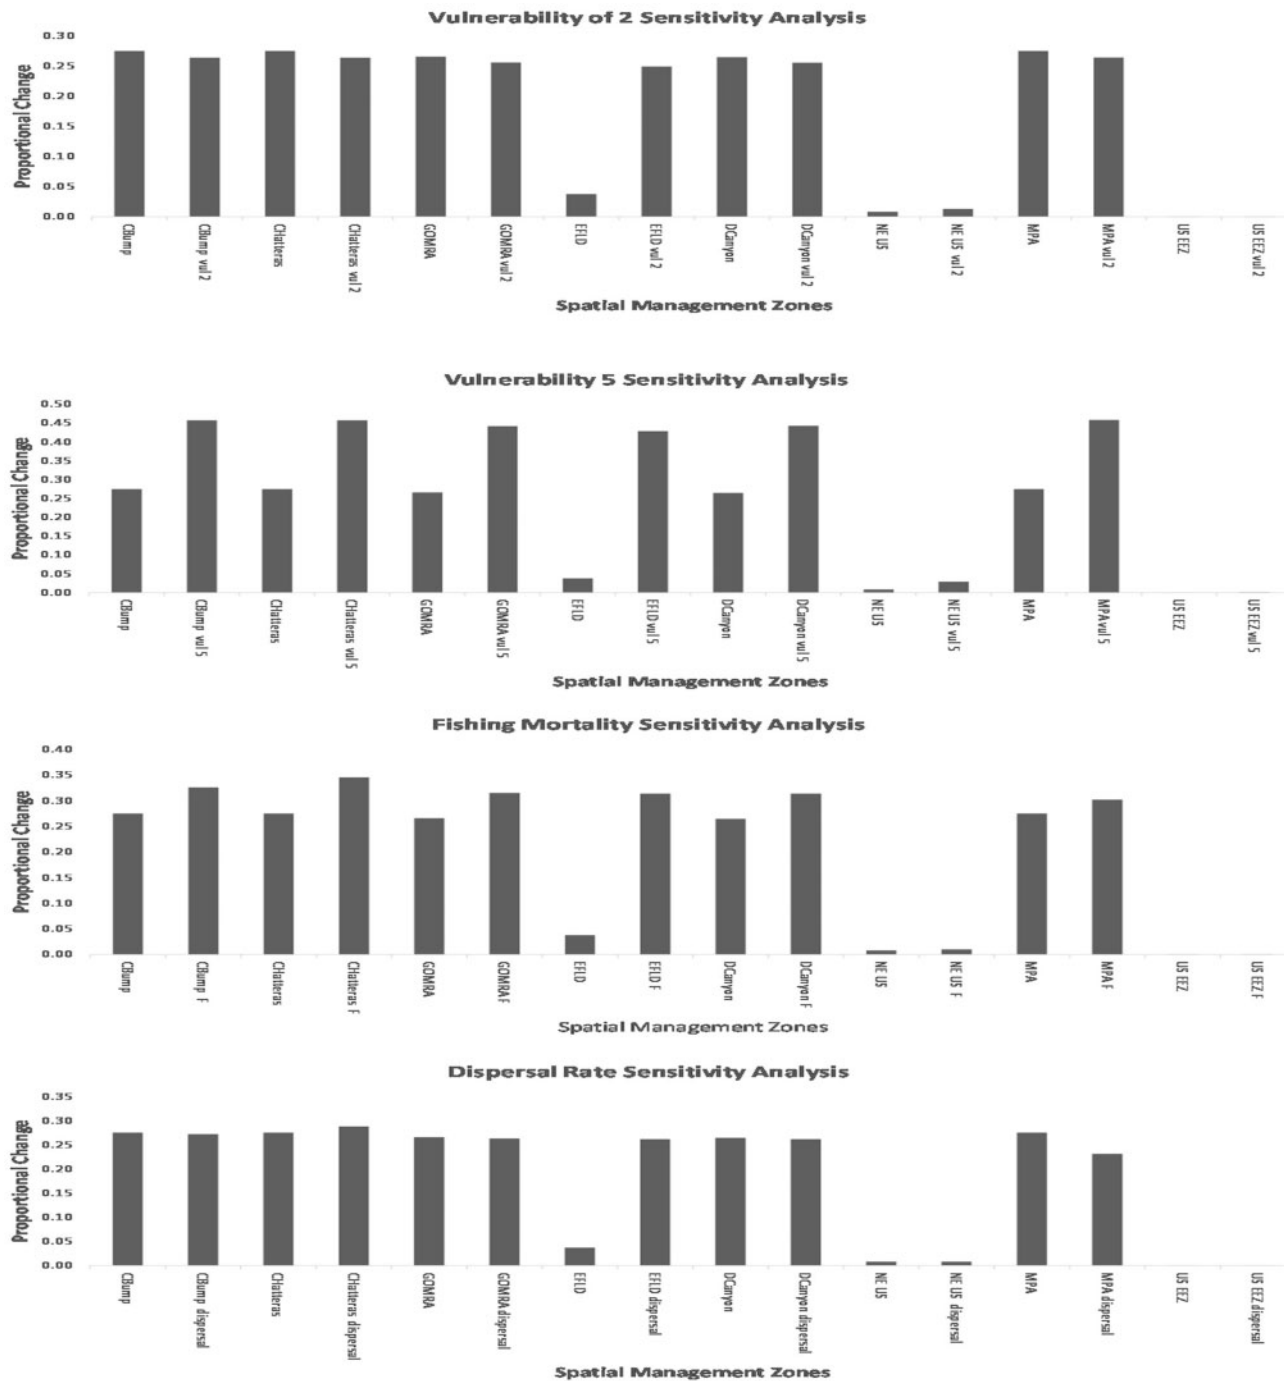 Vulnerability of 2 Sensitivity Analysis
Proportional Change
0.30
0.25
0.20
0.15
0.10
0.05
0.00
CBump
CBump vul 2
CHatteras
CHatteras vul 2
GOMRA
GOMRA vul 2
EFLD
EFLD vul 2
DCanyon
DCanyon vul 2
NE US
NE US vul 2
MPA
MPA vul 2
US EEZ
US EEZ vul 2
Spatial Management Zones
Vulnerability 5 Sensitivity Analysis
Proportional Change
0.50
0.45
0.40
0.35
0.30
0.25
0.20
0.15
0.10
0.05
0.00
CBump
CBump vul 5
CHatteras
CHatteras vul 5
GOMRA
GOMRA vul 5
EFLD
EFLD vul 5
DCanyon
DCanyon vul 5
NE US
NE US vul 5
MPA
MPA vul 5
US EEZ
US EEZ vul 5
Spatial Management Zones
Fishing Mortality Sensitivity Analysis
Proportional Change
0.40
0.35
0.30
0.25
0.20
0.15
0.10
0.05
0.00
CBump
CBump F
CHatteras
CHatteras F
GOMRA
GOMRA F
EFLD
EFLD F
DCanyon
DCanyon F
NE US
NE US F
MPA
MPA F
US EEZ
US EEZ F
Spatial Management Zones
Dispersal Rate Sensitivity Analysis
Proportional Change
0.35
0.30
0.25
0.20
0.15
0.10
0.05
0.00
CBump
CBump dispersal
CHatteras
CHatteras dispersal
GOMRA
GOMRA dispersal
EFLD
EFLD dispersal
DCanyon
DCanyon dispersal
NE US
NE US dispersal
MPA
MPA dispersal
US EEZ
US EEZ dispersal
Spatial Management Zones